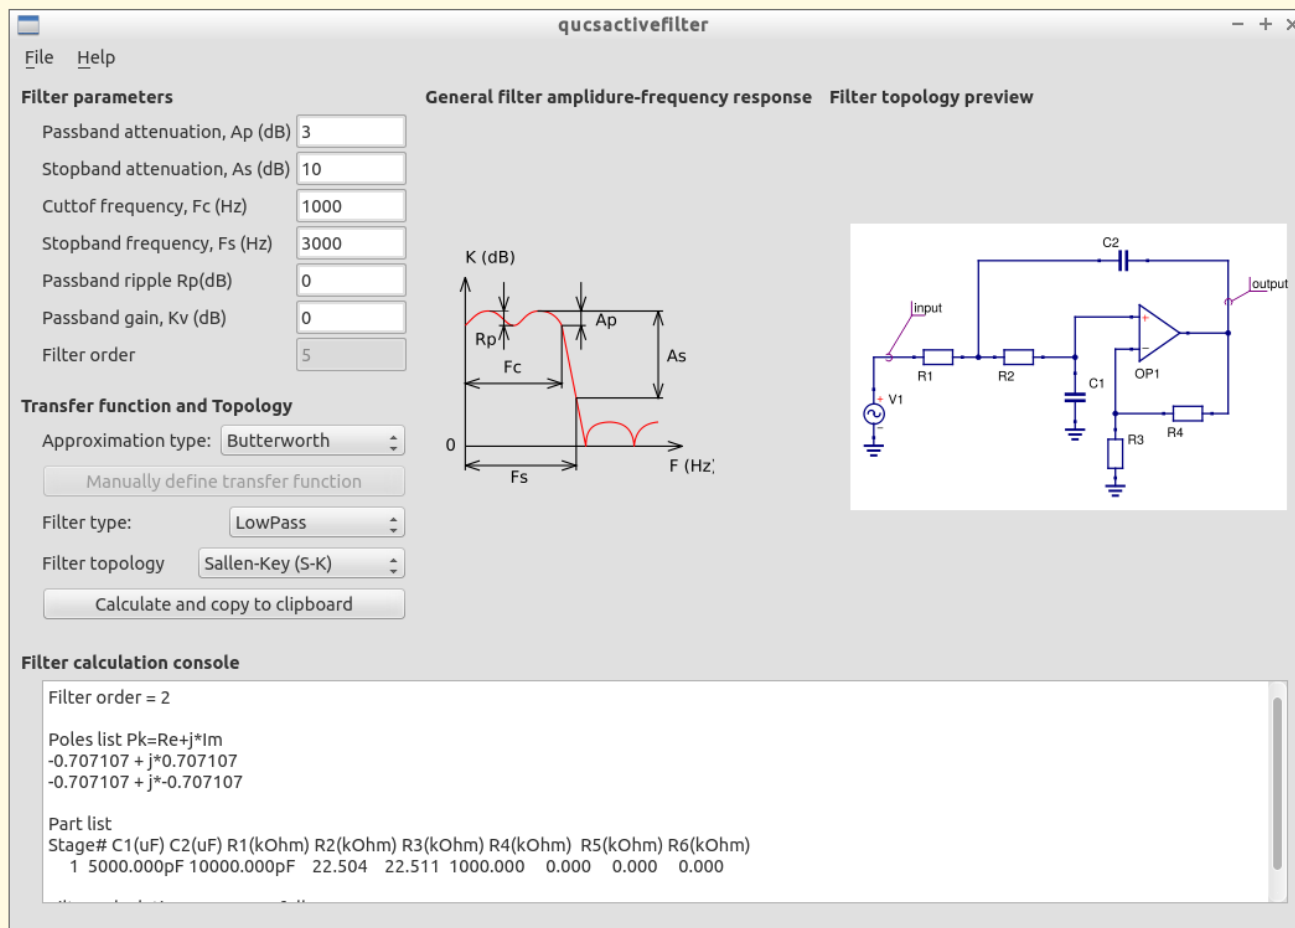 qucsactivefilter
File Help
Filter parameters
Passband attenuation, Ap (dB) 3
Stopband attenuation, As (dB) 10
Cuttof frequency, Fc (Hz) 1000
Stopband frequency, Fs (Hz) 3000
Passband ripple Rp(dB) 0
Passband gain, Kv (dB) 0
Filter order 5
Transfer function and Topology
Approximation type: Butterworth
Manually define transfer function
Filter type: LowPass
Filter topology Sallen-Key (S-K)
Calculate and copy to clipboard
General filter amplidure-frequency response
K (dB)
Rp
Ap
Fc
As
0
F (Hz)
Fs
Filter topology preview
C2
output
input
+
−
R1
R2
OP1
C1
+
V1
−
R4
R3
Filter calculation console
Filter order = 2
Poles list Pk=Re+j*Im
-0.707107 + j*0.707107
-0.707107 + j*-0.707107
Part list
Stage# C1(uF) C2(uF) R1(kOhm) R2(kOhm) R3(kOhm) R4(kOhm) R5(kOhm) R6(kOhm)
1 5000.000pF 10000.000pF 22.504 22.511 1000.000 0.000 0.000 0.000